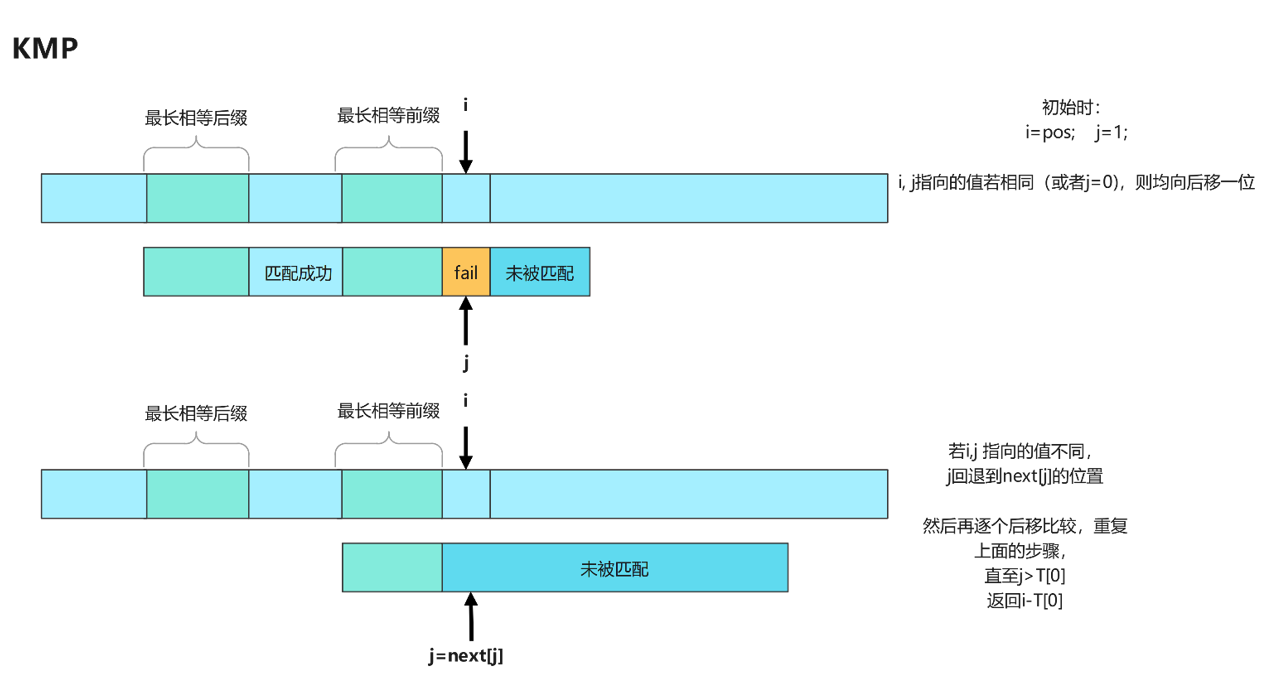 KMP
最长相等后缀
最长相等前缀
i
初始时：
i=pos; j=1;
i, j指向的值若相同（或者j=0)，则均向后移一位
匹配成功
fail
未被匹配
j
最长相等后缀
最长相等前缀
i
若i,j 指向的值不同，
j回退到next[j]的位置
然后再逐个后移比较，重复
上面的步骤，
直至j>T[0]
返回i-T[0]
未被匹配
j=next[j]